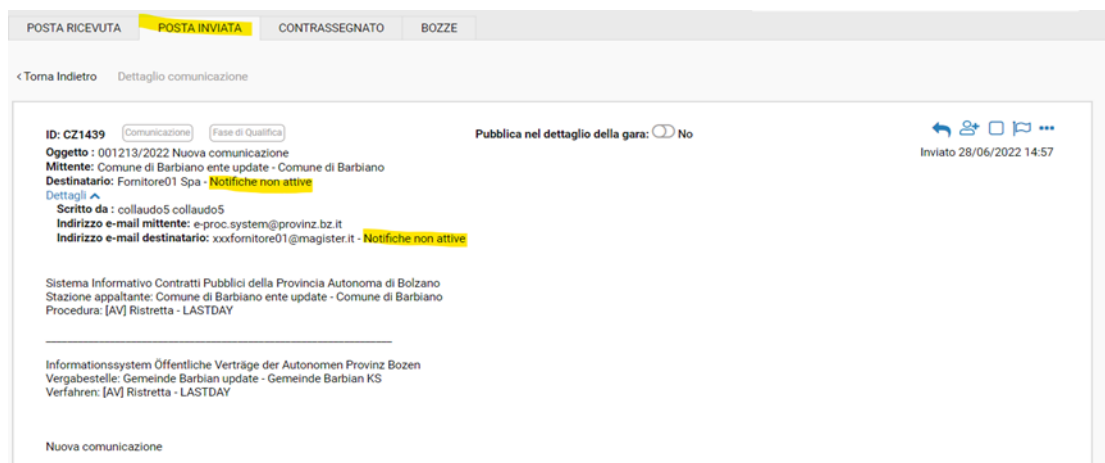 POSTA RICEVUTA POSTA INVIATA CONTRASSEGNATO BOZZE
< Torna Indietro Dettaglio comunicazione
ID: CZ1439 Comunicazione Fase di Qualifica Pubblica nel dettaglio della gara: No
Oggetto : 001213/2022 Nuova comunicazione Inviato 28/06/2022 14:57
Mittente: Comune di Barbiano ente update - Comune di Barbiano
Destinatario: Fornitore01 Spa - Notifiche non attive
Dettagli
Scritto da : collaudo5 collaudo5
Indirizzo e-mail mittente: e-proc.system@provinz.bz.it
Indirizzo e-mail destinatario: xxxfornitore01@magister.it - Notifiche non attive
Sistema Informativo Contratti Pubblici della Provincia Autonoma di Bolzano
Stazione appaltante: Comune di Barbiano ente update - Comune di Barbiano
Procedura: [AV] Ristretta - LASTDAY
Informationssystem Öffentliche Verträge der Autonomen Provinz Bozen
Vergabestelle: Gemeinde Barbian update - Gemeinde Barbian KS
Verfahren: [AV] Ristretta - LASTDAY
Nuova comunicazione